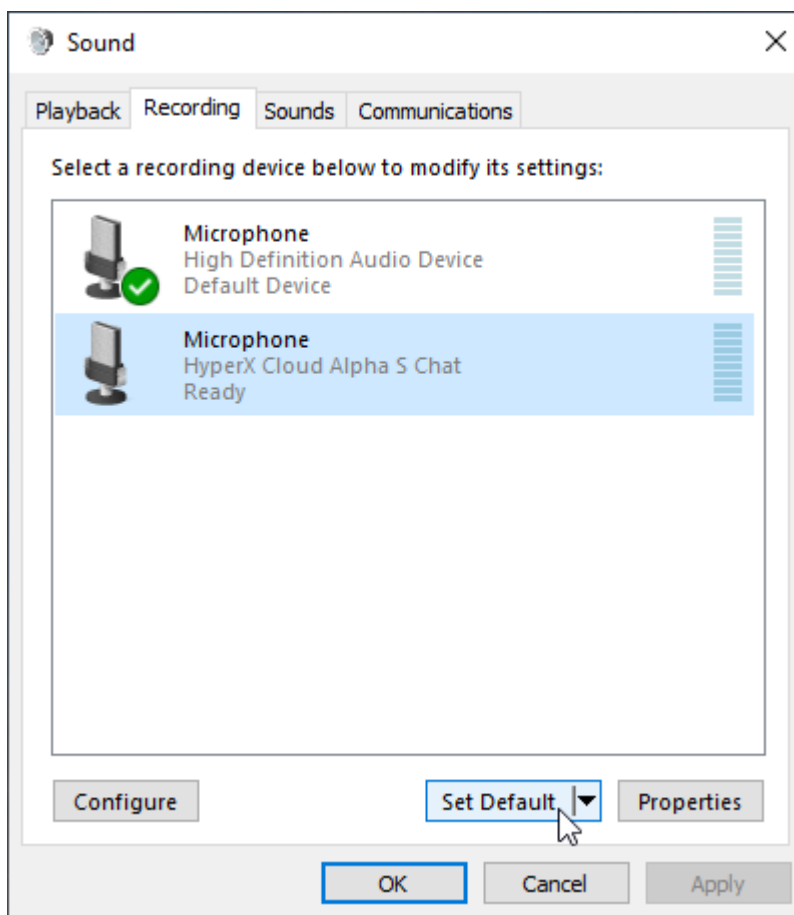 Sound
Playback Recording Sounds Communications
Select a recording device below to modify its settings:
Microphone
High Definition Audio Device
Default Device
Microphone
HyperX Cloud Alpha S Chat
Ready
Configure Set Default Properties
OK Cancel Apply